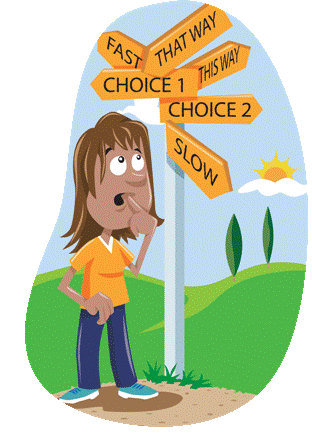 FAST
THAT WAY
THIS WAY
CHOICE 1
CHOICE 2
SLOW